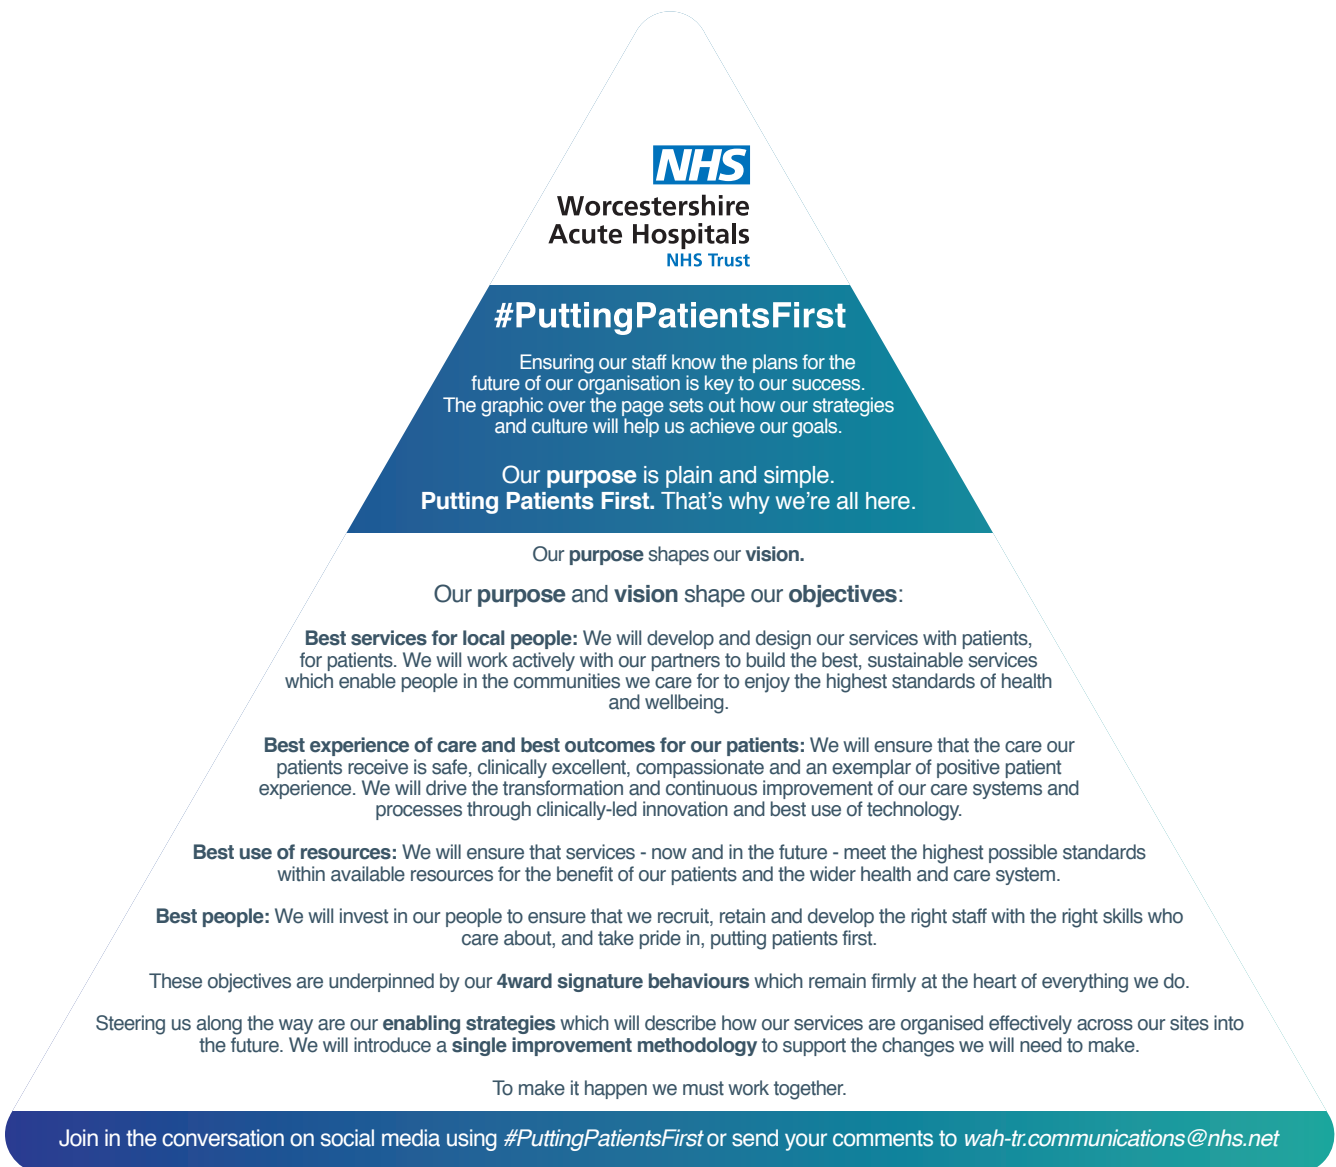 NHS
Worcestershire
Acute Hospitals
NHS Trust
#PuttingPatientsFirst
Ensuring our staff know the plans for the
future of our organisation is key to our success.
The graphic over the page sets out how our strategies
and culture will help us achieve our goals.
Our purpose is plain and simple.
Putting Patients First. That's why we're all here.
Our purpose shapes our vision.
Our purpose and vision shape our objectives:
Best services for local people: We will develop and design our services with patients,
for patients. We will work actively with our partners to build the best, sustainable services
which enable people in the communities we care for to enjoy the highest standards of health
and wellbeing.
Best experience of care and best outcomes for our patients: We will ensure that the care our
patients receive is safe, clinically excellent, compassionate and an exemplar of positive patient
experience. We will drive the transformation and continuous improvement of our care systems and
processes through clinically-led innovation and best use of technology.
Best use of resources: We will ensure that services - now and in the future - meet the highest possible standards
within available resources for the benefit of our patients and the wider health and care system.
Best people: We will invest in our people to ensure that we recruit, retain and develop the right staff with the right skills who
care about, and take pride in, putting patients first.
These objectives are underpinned by our 4ward signature behaviours which remain firmly at the heart of everything we do.
Steering us along the way are our enabling strategies which will describe how our services are organised effectively across our sites into
the future. We will introduce a single improvement methodology to support the changes we will need to make.
To make it happen we must work together.
Join in the conversation on social media using #PuttingPatientsFirst or send your comments to wah-tr.communications@nhs.net